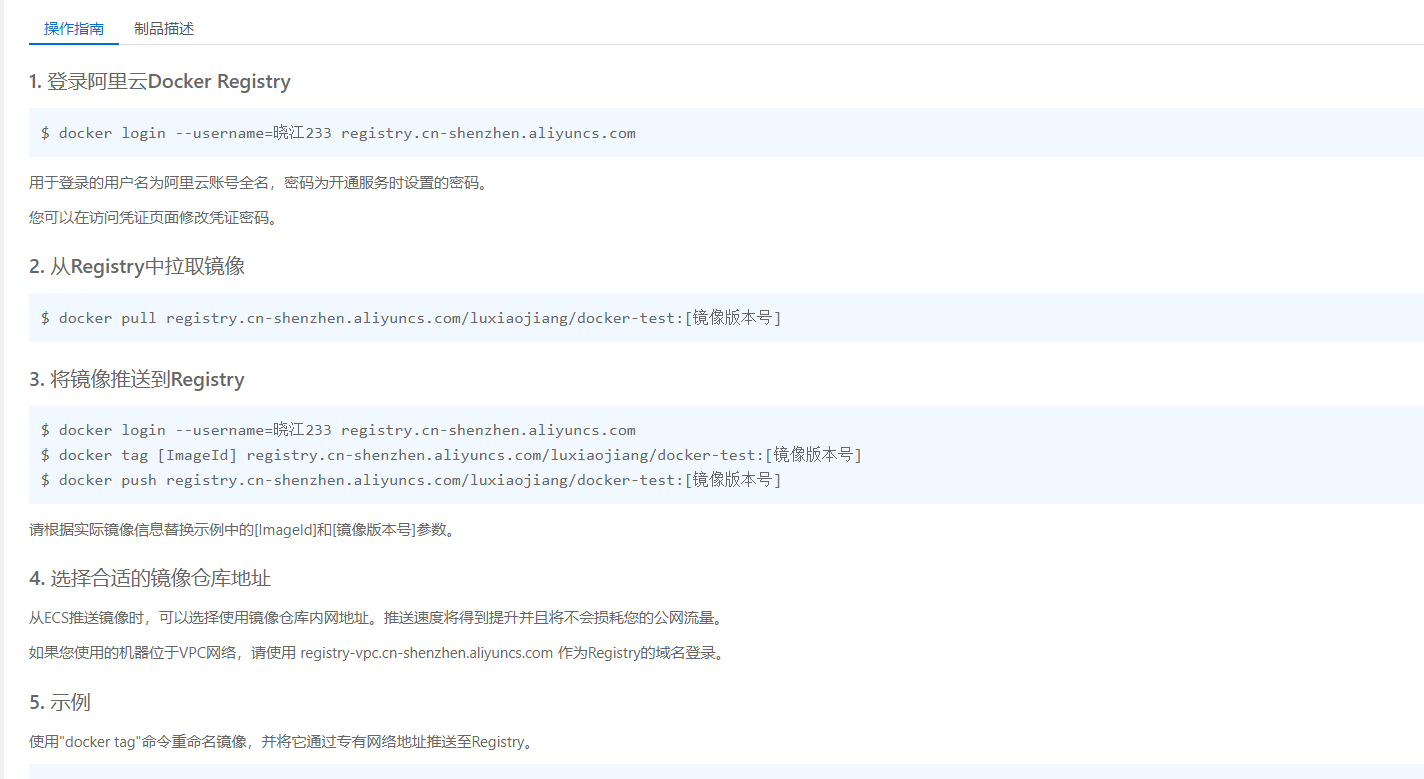 操作指南 制品描述
1. 登录阿里云Docker Registry
$ docker login --username=晓江233 registry.cn-shenzhen.aliyuncs.com
用于登录的用户名为阿里云账号全名，密码为开通服务时设置的密码。
您可以在访问凭证页面修改凭证密码。
2. 从Registry中拉取镜像
$ docker pull registry.cn-shenzhen.aliyuncs.com/luxiaojiang/docker-test:[镜像版本号]
3. 将镜像推送到Registry
$ docker login --username=晓江233 registry.cn-shenzhen.aliyuncs.com
$ docker tag [ImageId] registry.cn-shenzhen.aliyuncs.com/luxiaojiang/docker-test:[镜像版本号]
$ docker push registry.cn-shenzhen.aliyuncs.com/luxiaojiang/docker-test:[镜像版本号]
请根据实际镜像信息替换示例中的[ImageId]和[镜像版本号]参数。
4. 选择合适的镜像仓库地址
从ECS推送镜像时，可以选择使用镜像仓库内网地址。推送速度将得到提升并且将不会损耗您的公网流量。
如果您使用的机器位于VPC网络，请使用 registry-vpc.cn-shenzhen.aliyuncs.com 作为Registry的域名登录。
5. 示例
使用"docker tag"命令重命名镜像，并将它通过专有网络地址推送至Registry。